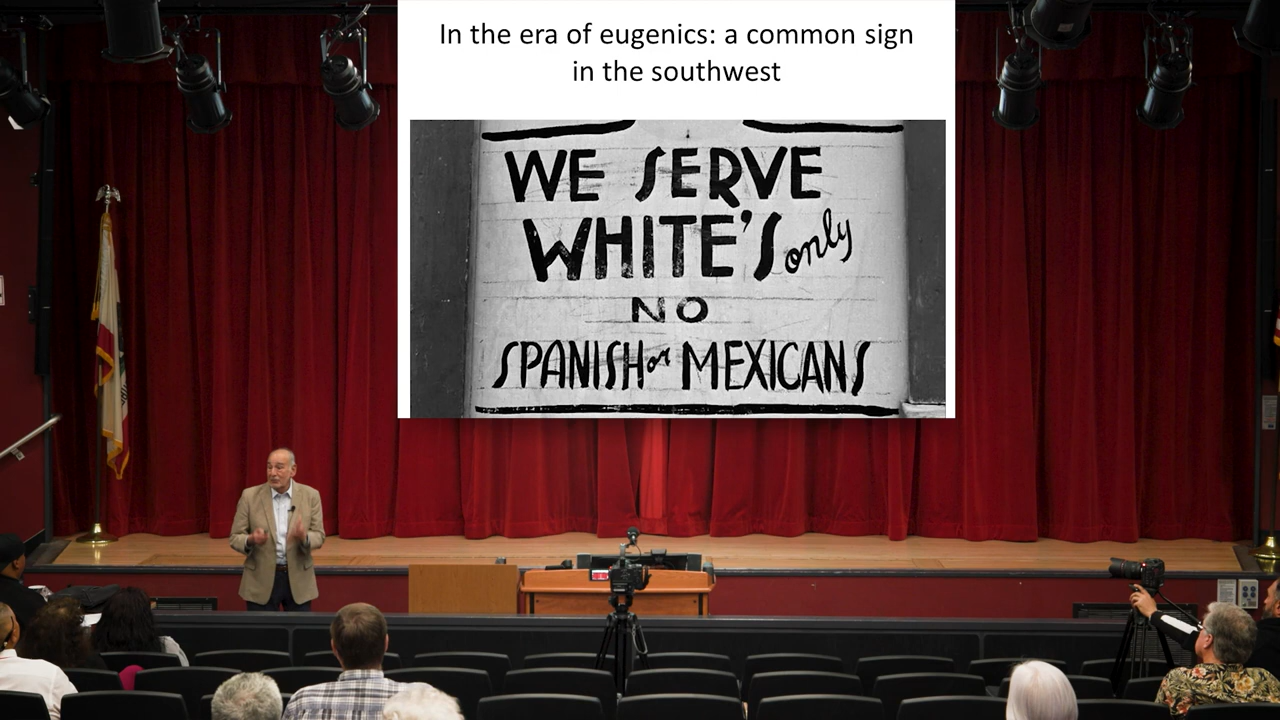 In the era of eugenics: a common sign
in the southwest
WE SERVE
WHITE'S only
NO
SPANISH or MEXICANS